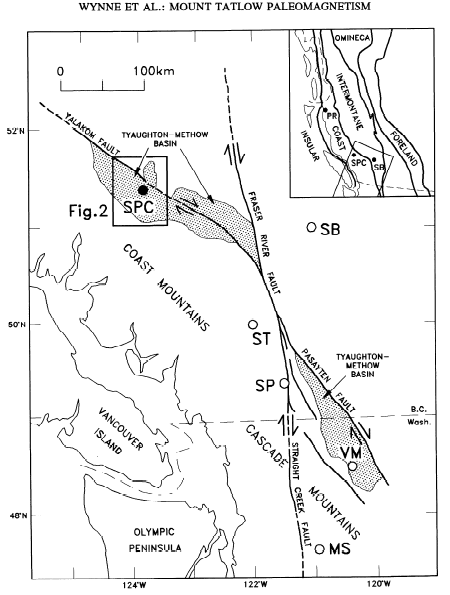 WYNNE ET AL.: MOUNT TATLOW PALEOMAGNETISM
0
100km
OMINECA
INTERMONTANE
FORELAND
PR
COAST
INSULAR
SPC
SB
52°N
YALAKOM FAULT
TYAUGHTON-METHOW
BASIN
Fig.2
SPC
FRASER
RIVER
FAULT
SB
COAST MOUNTAINS
50°N
ST
PASAYTEN
FAULT
TYAUGHTON-
METHOW
BASIN
SP
B.C.
Wash.
VANCOUVER
ISLAND
CASCADE
MOUNTAINS
VM
STRAIGHT CREEK FAULT
48°N
OLYMPIC
PENINSULA
MS
124°W
122°W
120°W